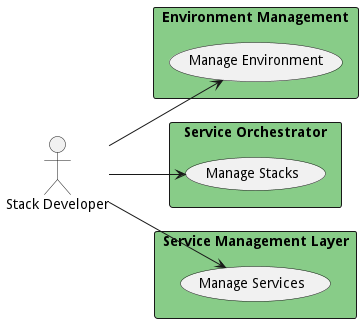 Environment Management
Manage Environment
Service Orchestrator
Manage Stacks
Stack Developer
Service Management Layer
Manage Services